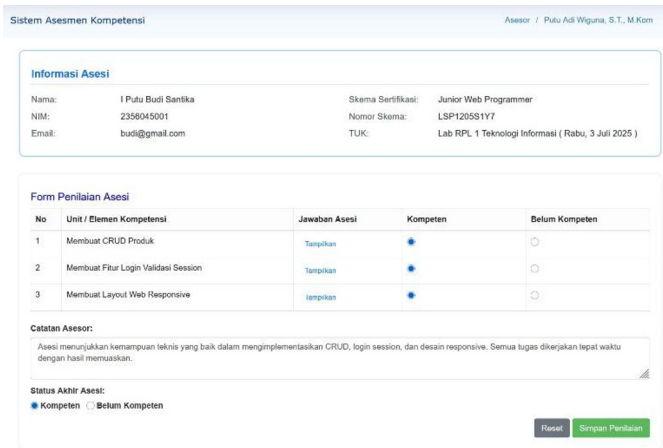 Sistem Asesmen Kompetensi Asesor / Putu Adi Wiguna, S.T., M.Kom
Informasi Asesi
Nama: I Putu Budi Santika Skema Sertifikasi: Junior Web Programmer
NIM: 2356045001 Nomor Skema: LSP1205S1Y7
Email: budi@gmail.com TUK: Lab RPL 1 Teknologi Informasi ( Rabu, 3 Juli 2025 )
Form Penilaian Asesi
No Unit / Elemen Kompetensi Jawaban Asesi Kompeten Belum Kompeten
1 Membuat CRUD Produk Tampilkan
2 Membuat Fitur Login Validasi Session Tampilkan
3 Membuat Layout Web Responsive Tampilkan
Catatan Asesor:
Asesi menunjukkan kemampuan teknis yang baik dalam mengimplementasikan CRUD, login session, dan desain responsive. Semua tugas dikerjakan tepat waktu
dengan hasil memuaskan.
Status Akhir Asesi:
Kompeten Belum Kompeten
Reset Simpan Penilaian